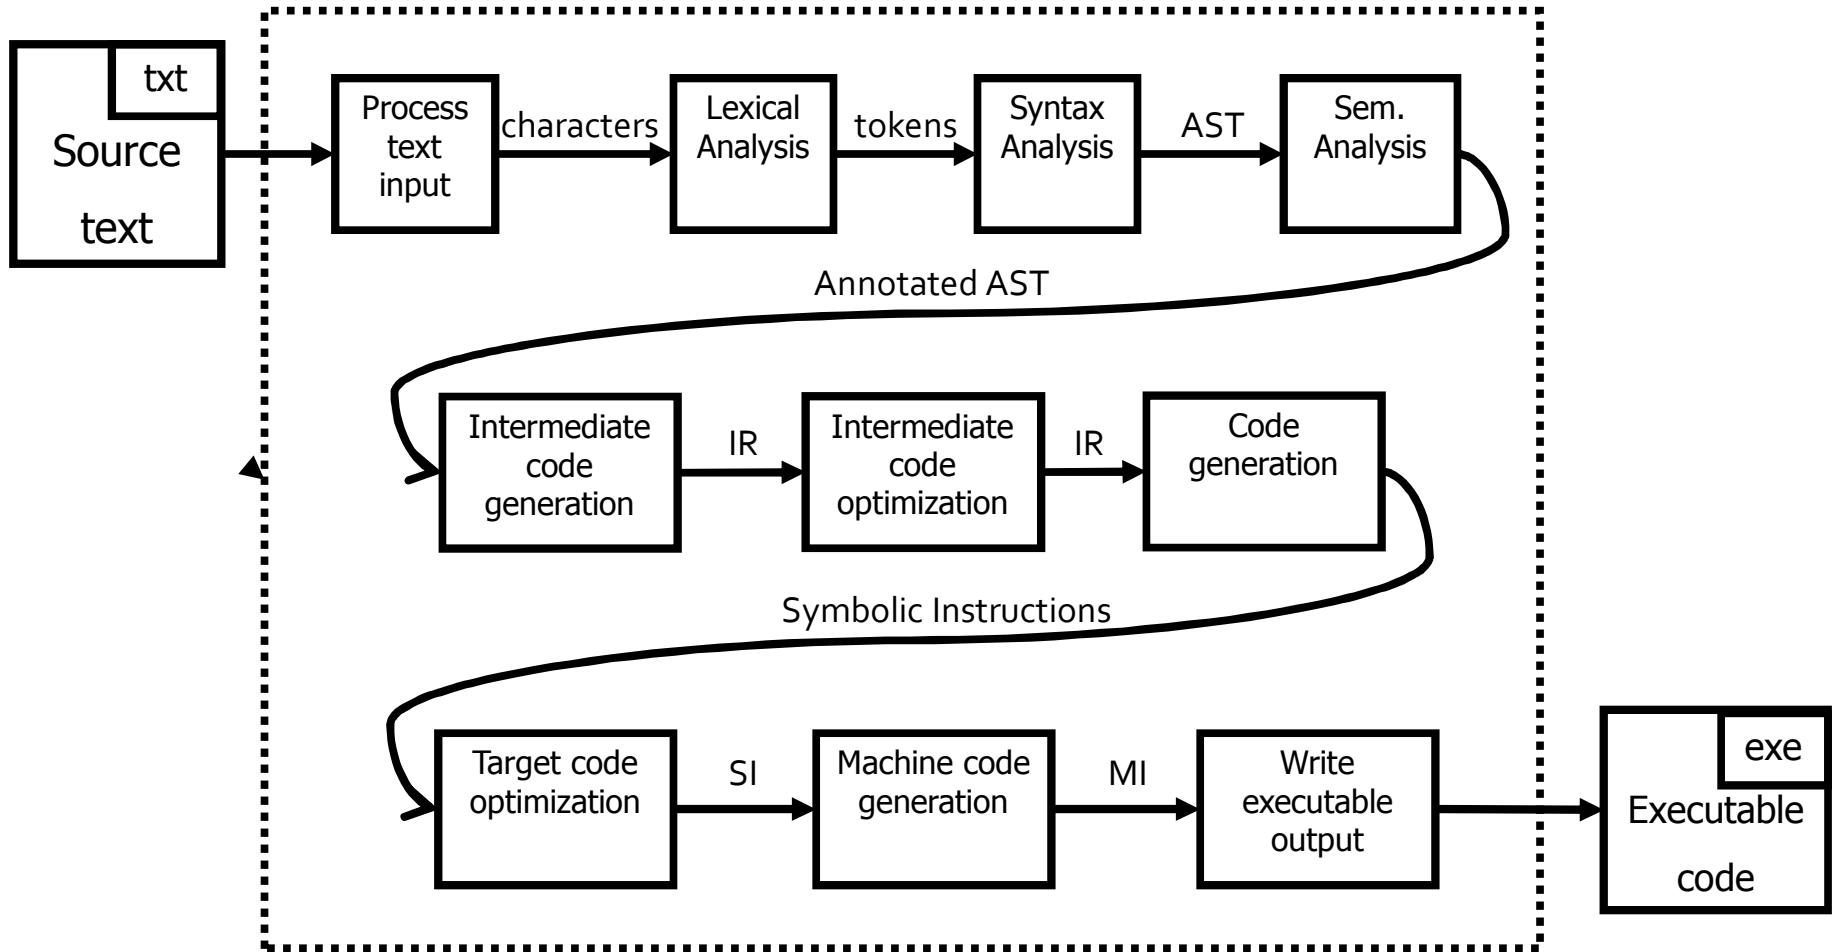 txt
Source
text
Process
text
input
characters
Lexical
Analysis
tokens
Syntax
Analysis
AST
Sem.
Analysis
Annotated AST
Intermediate
code
generation
IR
Intermediate
code
optimization
IR
Code
generation
Symbolic Instructions
Target code
optimization
SI
Machine code
generation
MI
Write
executable
output
exe
Executable
code